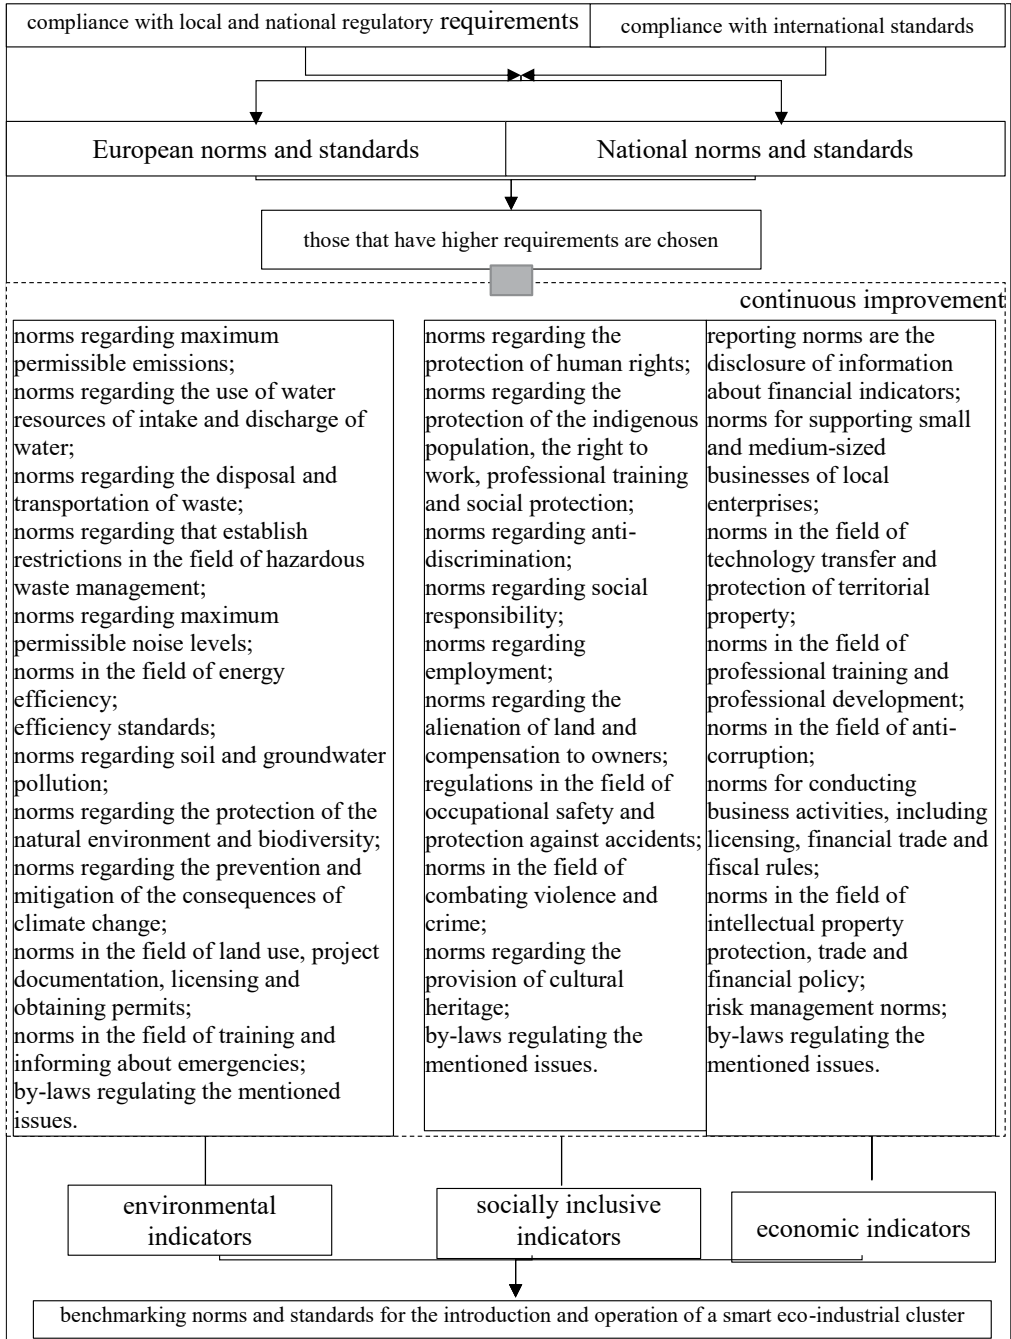 compliance with local and national regulatory requirements
compliance with international standards
European norms and standards
National norms and standards
those that have higher requirements are chosen
continuous improvement
norms regarding maximum
permissible emissions;
norms regarding the use of water
resources of intake and discharge of
water;
norms regarding the disposal and
transportation of waste;
norms regarding that establish
restrictions in the field of hazardous
waste management;
norms regarding maximum
permissible noise levels;
norms in the field of energy
efficiency;
efficiency standards;
norms regarding soil and groundwater
pollution;
norms regarding the protection of the
natural environment and biodiversity;
norms regarding the prevention and
mitigation of the consequences of
climate change;
norms in the field of land use, project
documentation, licensing and
obtaining permits;
norms in the field of training and
informing about emergencies;
by-laws regulating the mentioned
issues.
norms regarding the
protection of human rights;
norms regarding the
protection of the indigenous
population, the right to
work, professional training
and social protection;
norms regarding anti-
discrimination;
norms regarding social
responsibility;
norms regarding
employment;
norms regarding the
alienation of land and
compensation to owners;
regulations in the field of
occupational safety and
protection against accidents;
norms in the field of
combating violence and
crime;
norms regarding the
provision of cultural
heritage;
by-laws regulating the
mentioned issues.
reporting norms are the
disclosure of information
about financial indicators;
norms for supporting small
and medium-sized
businesses of local
enterprises;
norms in the field of
technology transfer and
protection of territorial
property;
norms in the field of
professional training and
professional development;
norms in the field of anti-
corruption;
norms for conducting
business activities, including
licensing, financial trade and
fiscal rules;
norms in the field of
intellectual property
protection, trade and
financial policy;
risk management norms;
by-laws regulating the
mentioned issues.
environmental
indicators
socially inclusive
indicators
economic indicators
benchmarking norms and standards for the introduction and operation of a smart eco-industrial cluster